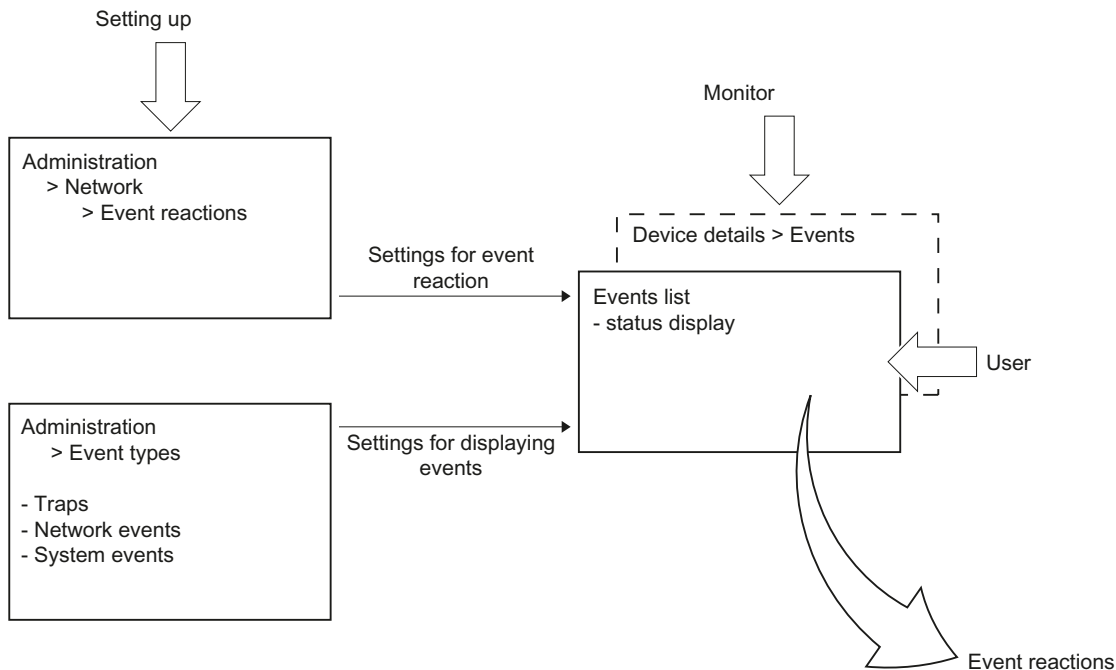 Setting up
Administration
> Network
> Event reactions
Settings for event
reaction
Monitor
Device details > Events
Events list
- status display
User
Administration
> Event types
- Traps
- Network events
- System events
Settings for displaying
events
Event reactions